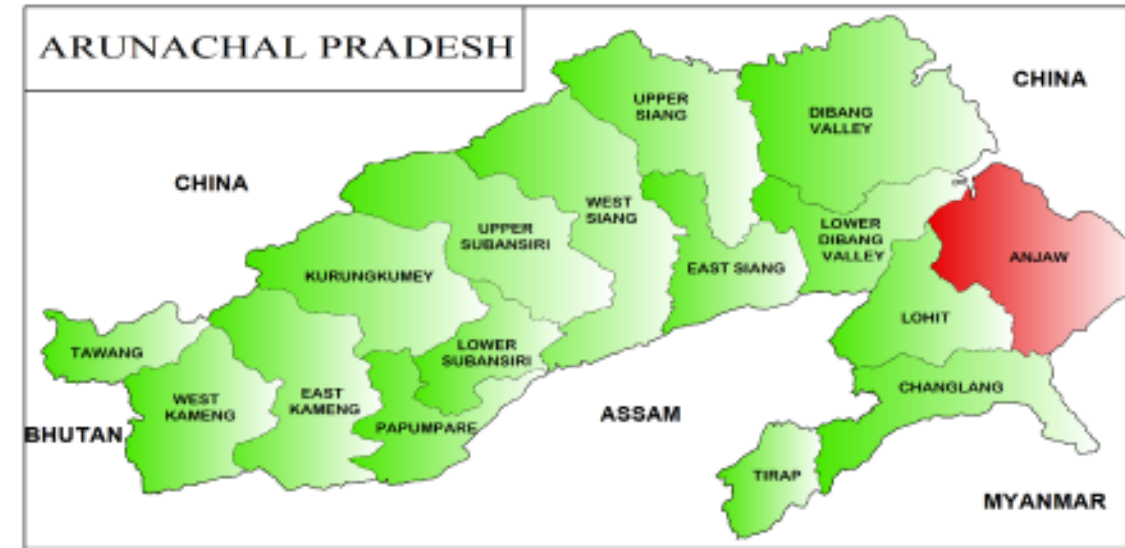 ARUNACHAL PRADESH
CHINA
UPPER
SIANG
DIBANG
VALLEY
CHINA
WEST
SIANG
UPPER
SUBANSIRI
LOWER
DIBANG
VALLEY
ANJAW
EAST SIANG
KURUNGKUMEY
LOHIT
TAWANG
LOWER
SUBANSIRI
CHANGLANG
WEST
KAMENG
EAST
KAMENG
PAPUMPARE
ASSAM
BHUTAN
TIRAP
MYANMAR